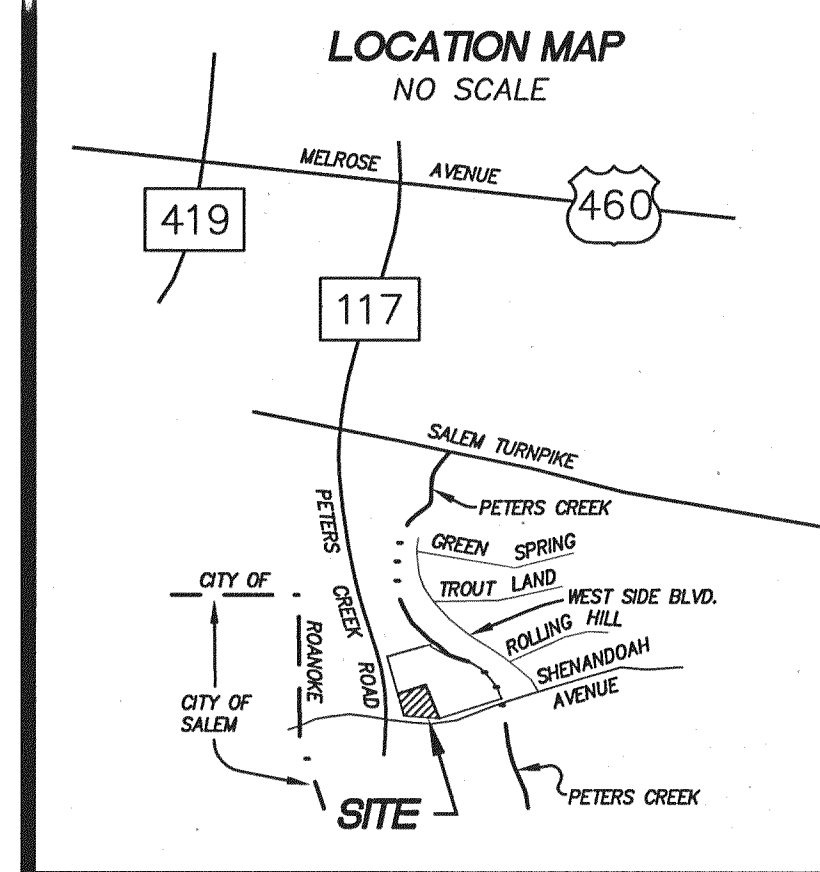 LOCATION MAP
NO SCALE
MELROSE AVENUE
419
460
117
SALEM TURNPIKE
PETERS CREEK
PETERS CREEK ROAD
GREEN SPRING
TROUT LAND
WEST SIDE BLVD.
ROLLING HILL
SHENANDOAH
AVENUE
CITY OF
ROANOKE
CITY OF
SALEM
SITE
PETERS CREEK